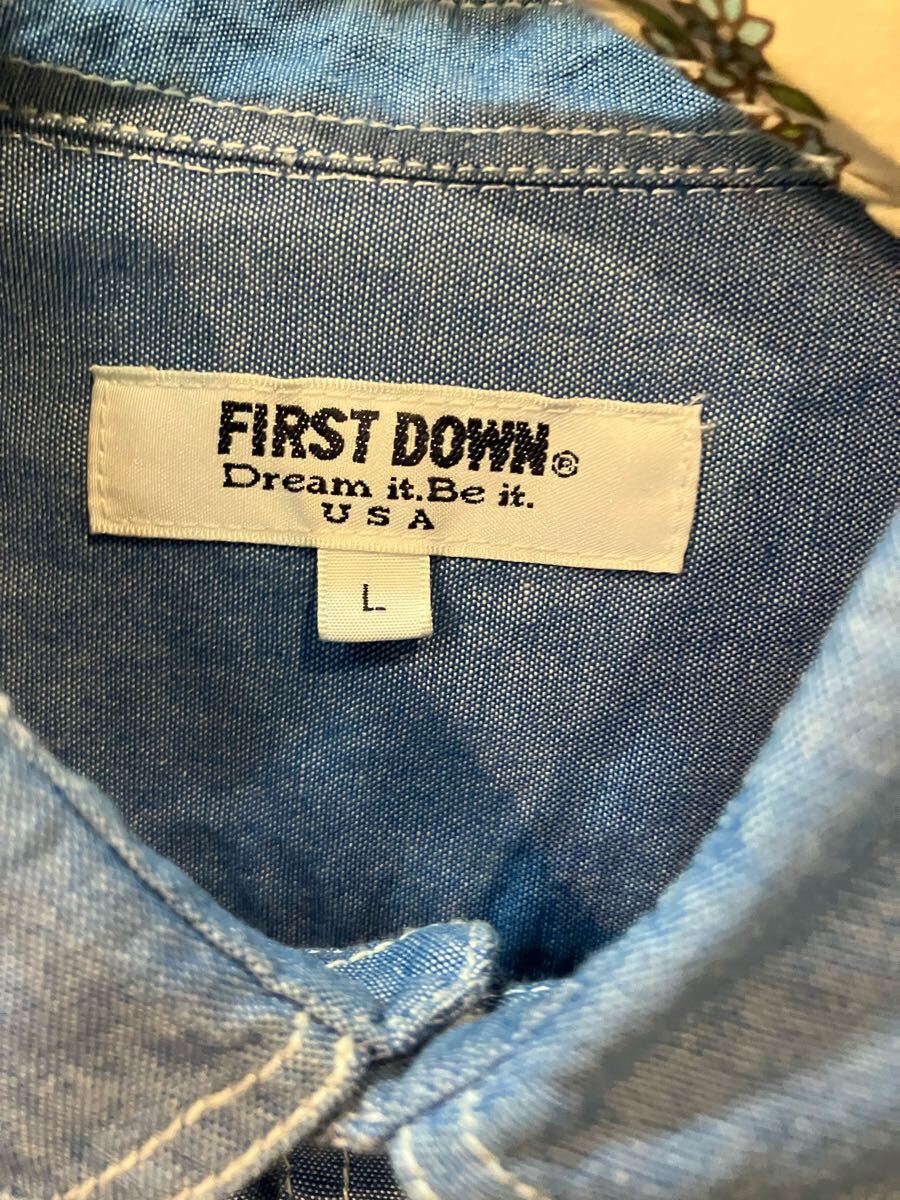 FIRST DOWN®
Dream it.Be it.
USA
L